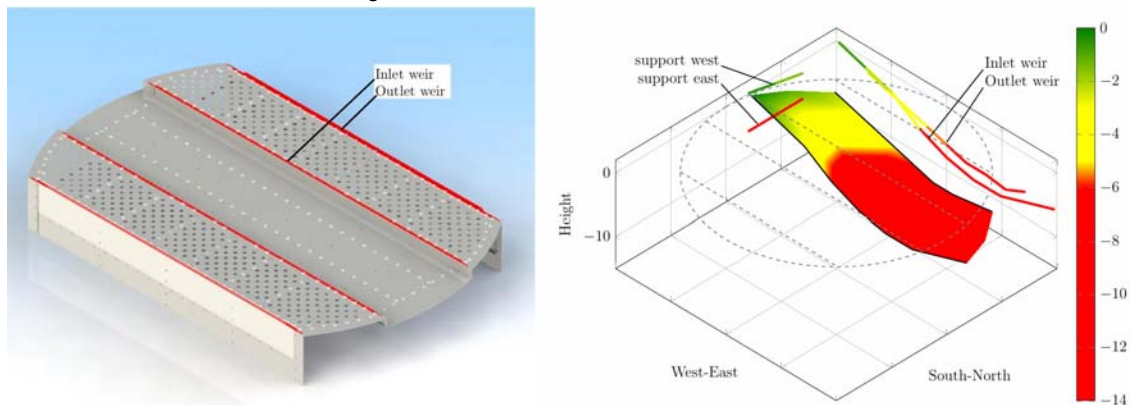 Inlet weir
Outlet weir
support west
support east
Inlet weir
Outlet weir
0
−10
Height
West-East
South-North
0
−2
−4
−6
−8
−10
−12
−14